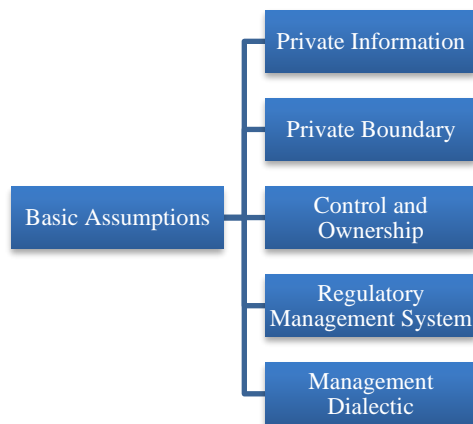 Private Information
Private Boundary
Basic Assumptions
Control and
Ownership
Regulatory
Management System
Management
Dialectic